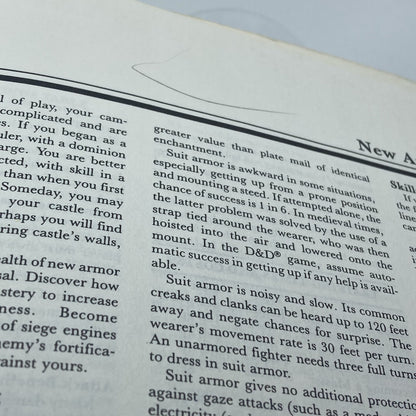 New
l of play, your cam-
complicated and are
es. If you began as a
uler, with a dominion
arge. You are better
cted, with skill in a
than when you first
Someday, you may
your castle from
rhaps you will find
ring castle's walls,
ealth of new armor
al. Discover how
stery to increase
ness. Become
of siege engines
emy's fortifica-
ainst yours.
greater value than plate mail of identical
enchantment.
Suit armor is awkward in some situations,
especially getting up from a prone position
and mounting a steed. If attempted alone, the
chance of success is 1 in 6. In medieval times,
the latter problem was solved by the use of a
strap tied around the wearer, who was then
hoisted into the air and lowered onto the
mount. In the D&D® game, assume auto-
matic success in getting up if any help is avail-
able.
Suit armor is noisy and slow. Its common
creaks and clanks can be heard up to 120 feet
away and negate chances for surprise. The
wearer's movement rate is 30 feet per turn.
An unarmored fighter needs three full turns
to dress in suit armor.
Suit armor gives no additional protection
against gaze attacks (such as a
electricity
Skil
If
the